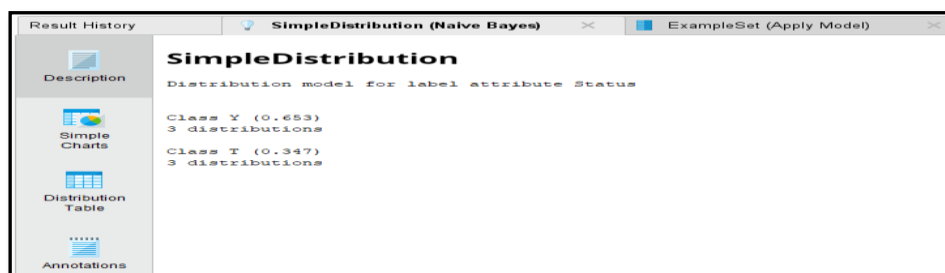 Result History
SimpleDistribution (Naive Bayes)
ExampleSet (Apply Model)
Description
Simple
Charts
Distribution
Table
Annotations
SimpleDistribution
Distribution model for label attribute Status
Class Y (0.653)
3 distributions
Class T (0.347)
3 distributions